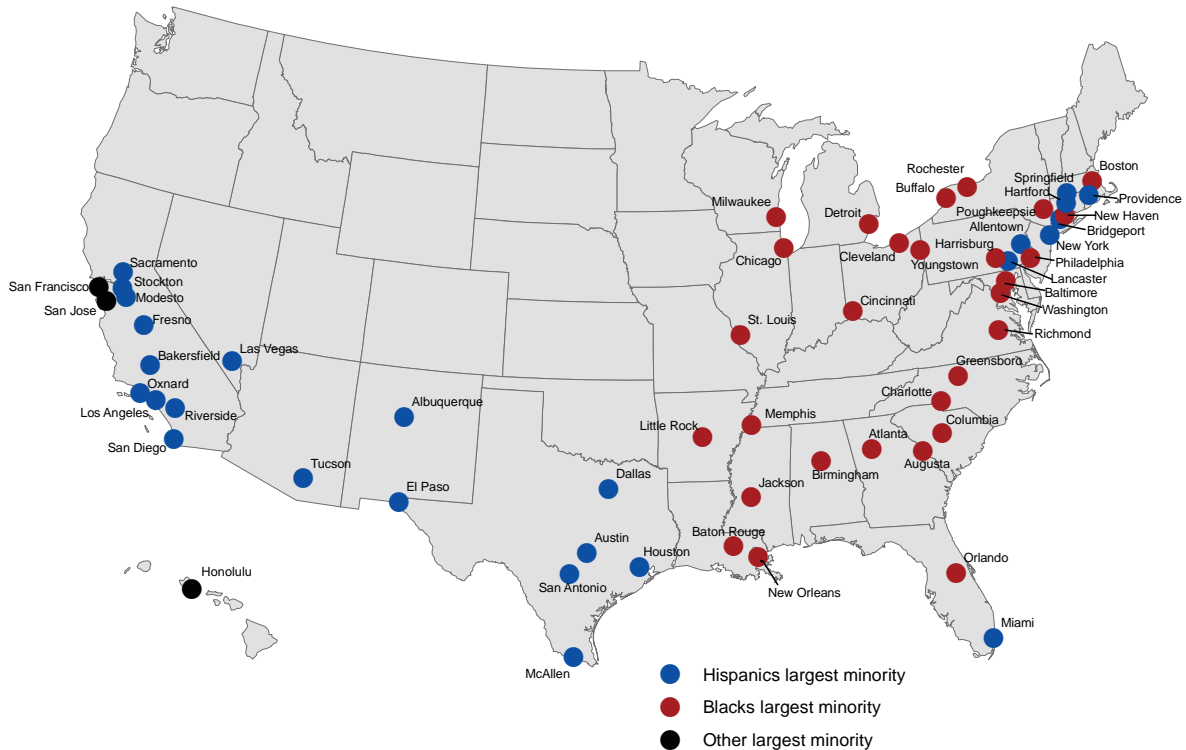 Rochester
Boston
Springfield
Buffalo
Hartford
Providence
Milwaukee
Detroit
Poughkeepsie
New Haven
Allentown
Bridgeport
Harrisburg
New York
Chicago
Cleveland
Youngstown
Philadelphia
Sacramento
Lancaster
San Francisco
Stockton
Baltimore
Modesto
Cincinnati
San Jose
Washington
Fresno
St. Louis
Richmond
Las Vegas
Bakersfield
Greensboro
Oxnard
Charlotte
Albuquerque
Los Angeles
Riverside
Memphis
Columbia
Little Rock
San Diego
Atlanta
Tucson
Augusta
Dallas
Birmingham
El Paso
Jackson
Baton Rouge
Austin
Houston
Orlando
Honolulu
San Antonio
New Orleans
Miami
McAllen
Hispanics largest minority
Blacks largest minority
Other largest minority